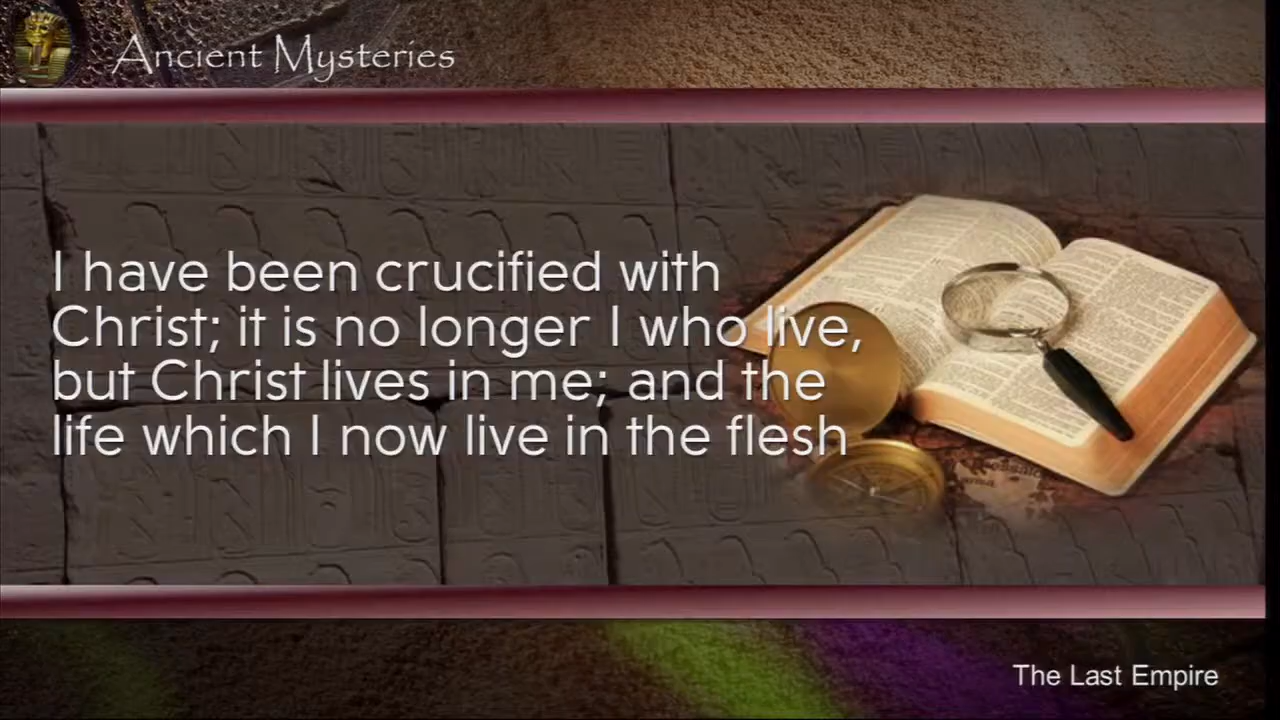 Ancient Mysteries
I have been crucified with
Christ; it is no longer I who live,
but Christ lives in me; and the
life which I now live in the flesh
The Last Empire